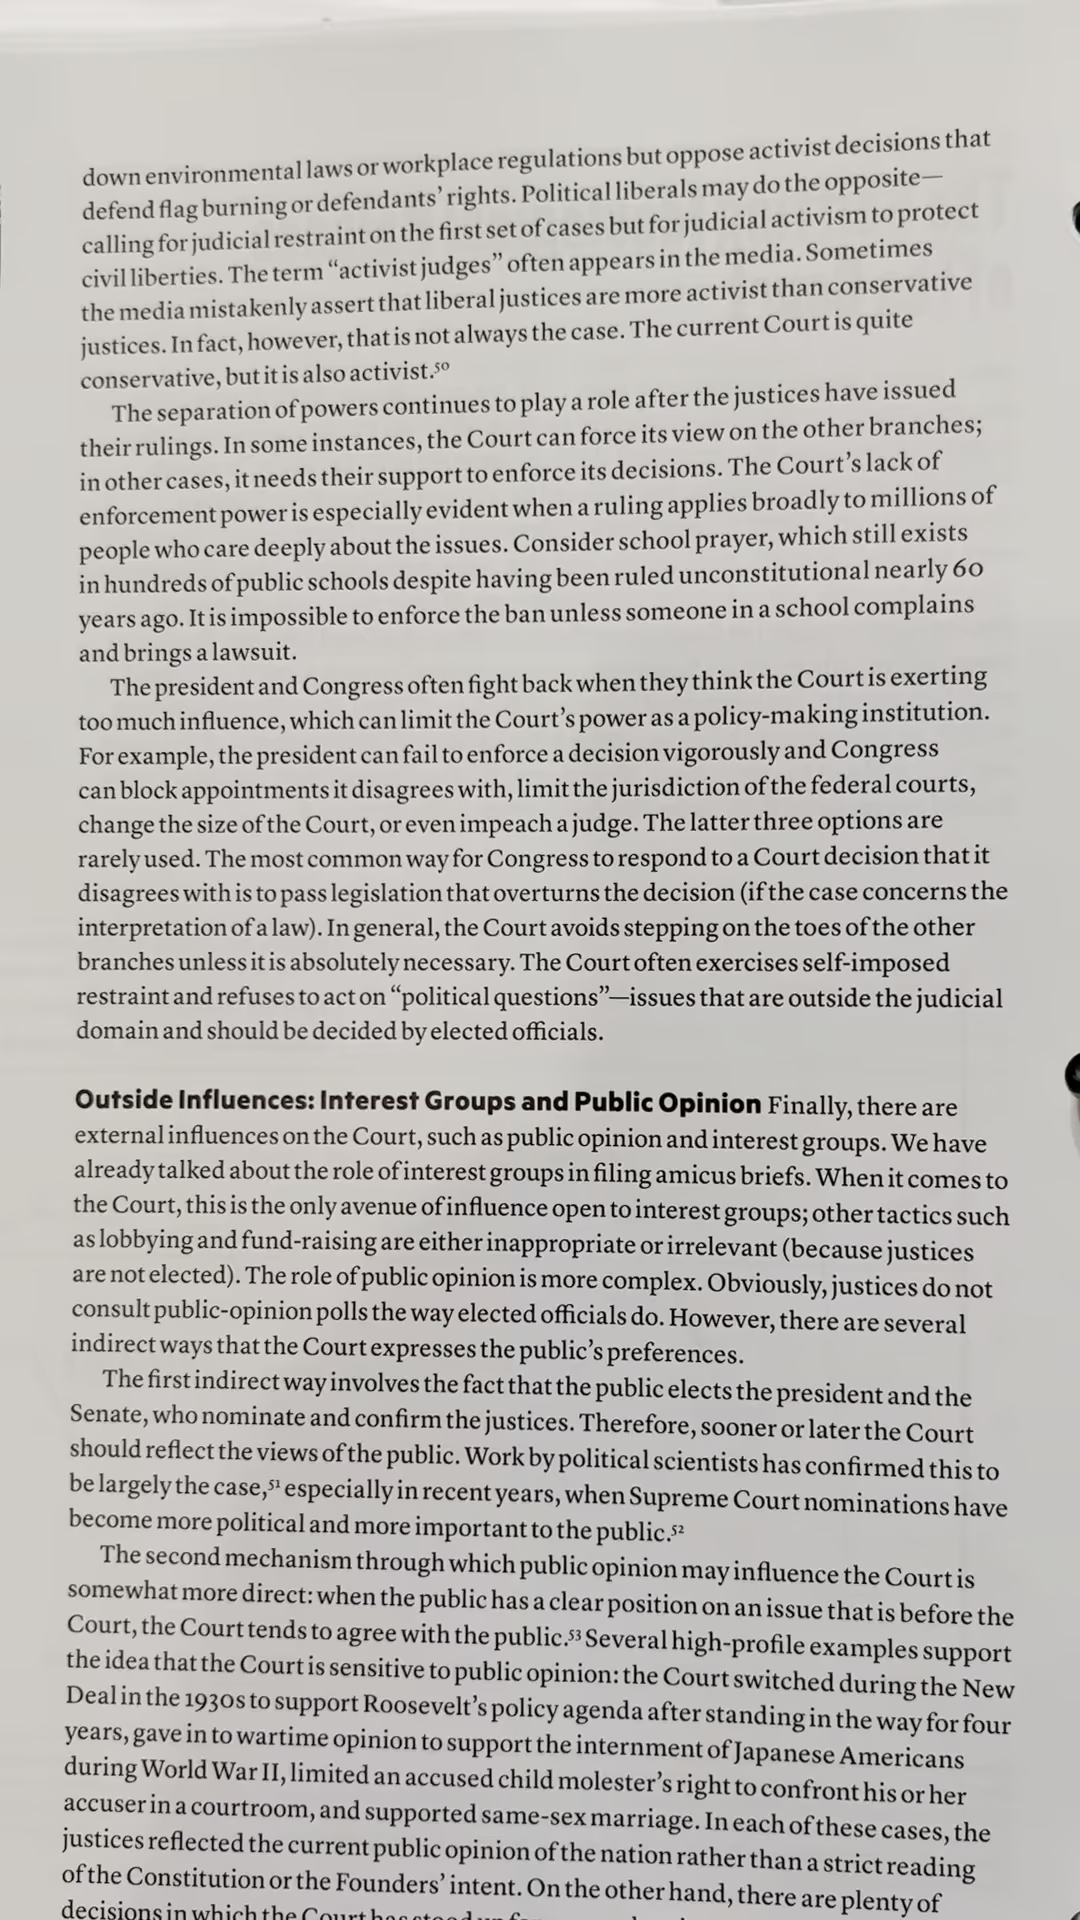 down environmental laws or workplace regulations but oppose activist decisions that
defend flag burning or defendants’ rights. Political liberals may do the opposite—
calling for judicial restraint on the first set of cases but for judicial activism to protect
civil liberties. The term “activist judges” often appears in the media. Sometimes
the media mistakenly assert that liberal justices are more activist than conservative
justices. In fact, however, that is not always the case. The current Court is quite
conservative, but it is also activist.⁵⁰
The separation of powers continues to play a role after the justices have issued
their rulings. In some instances, the Court can force its view on the other branches;
in other cases, it needs their support to enforce its decisions. The Court’s lack of
enforcement power is especially evident when a ruling applies broadly to millions of
people who care deeply about the issues. Consider school prayer, which still exists
in hundreds of public schools despite having been ruled unconstitutional nearly 60
years ago. It is impossible to enforce the ban unless someone in a school complains
and brings a lawsuit.
The president and Congress often fight back when they think the Court is exerting
too much influence, which can limit the Court’s power as a policy-making institution.
For example, the president can fail to enforce a decision vigorously and Congress
can block appointments it disagrees with, limit the jurisdiction of the federal courts,
change the size of the Court, or even impeach a judge. The latter three options are
rarely used. The most common way for Congress to respond to a Court decision that it
disagrees with is to pass legislation that overturns the decision (if the case concerns the
interpretation of a law). In general, the Court avoids stepping on the toes of the other
branches unless it is absolutely necessary. The Court often exercises self-imposed
restraint and refuses to act on “political questions”—issues that are outside the judicial
domain and should be decided by elected officials.
Outside Influences: Interest Groups and Public Opinion Finally, there are
external influences on the Court, such as public opinion and interest groups. We have
already talked about the role of interest groups in filing amicus briefs. When it comes to
the Court, this is the only avenue of influence open to interest groups; other tactics such
as lobbying and fund-raising are either inappropriate or irrelevant (because justices
are not elected). The role of public opinion is more complex. Obviously, justices do not
consult public-opinion polls the way elected officials do. However, there are several
indirect ways that the Court expresses the public’s preferences.
The first indirect way involves the fact that the public elects the president and the
Senate, who nominate and confirm the justices. Therefore, sooner or later the Court
should reflect the views of the public. Work by political scientists has confirmed this to
be largely the case,⁵¹ especially in recent years, when Supreme Court nominations have
become more political and more important to the public.⁵²
The second mechanism through which public opinion may influence the Court is
somewhat more direct: when the public has a clear position on an issue that is before the
Court, the Court tends to agree with the public.⁵³ Several high-profile examples support
the idea that the Court is sensitive to public opinion: the Court switched during the New
Deal in the 1930s to support Roosevelt’s policy agenda after standing in the way for four
years, gave in to wartime opinion to support the internment of Japanese Americans
during World War II, limited an accused child molester’s right to confront his or her
accuser in a courtroom, and supported same-sex marriage. In each of these cases, the
justices reflected the current public opinion of the nation rather than a strict reading
of the Constitution or the Founders’ intent. On the other hand, there are plenty of
decisions in which the Court has stood up